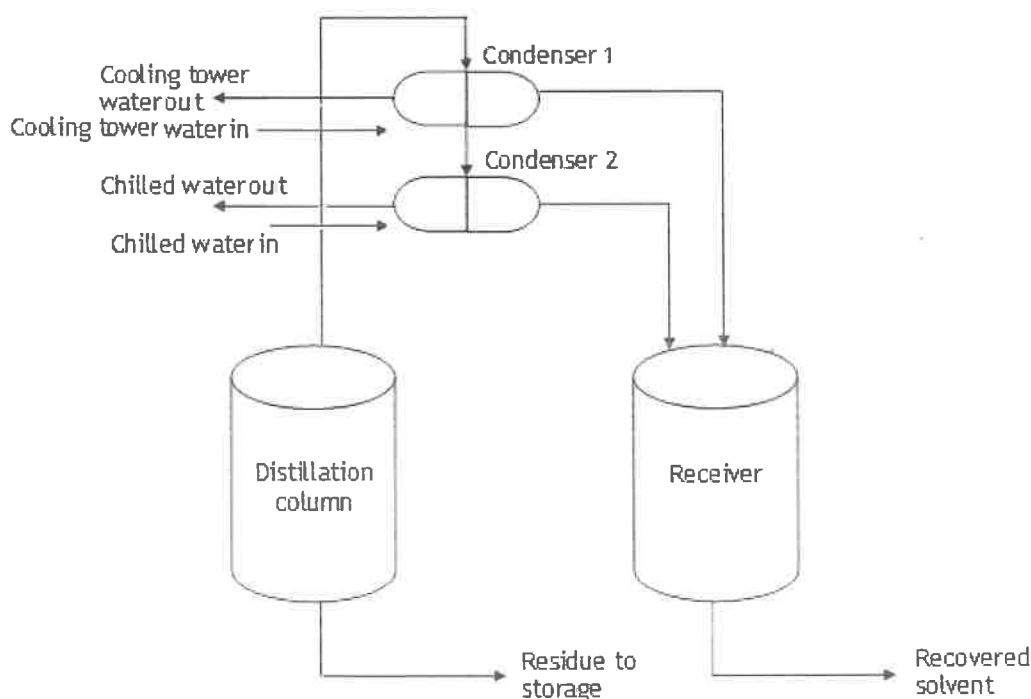 Condenser 1
Cooling tower
water out
Cooling tower water in
Condenser 2
Chilled water out
Chilled water in
Distillation
column
Receiver
Residue to
storage
Recovered
solvent